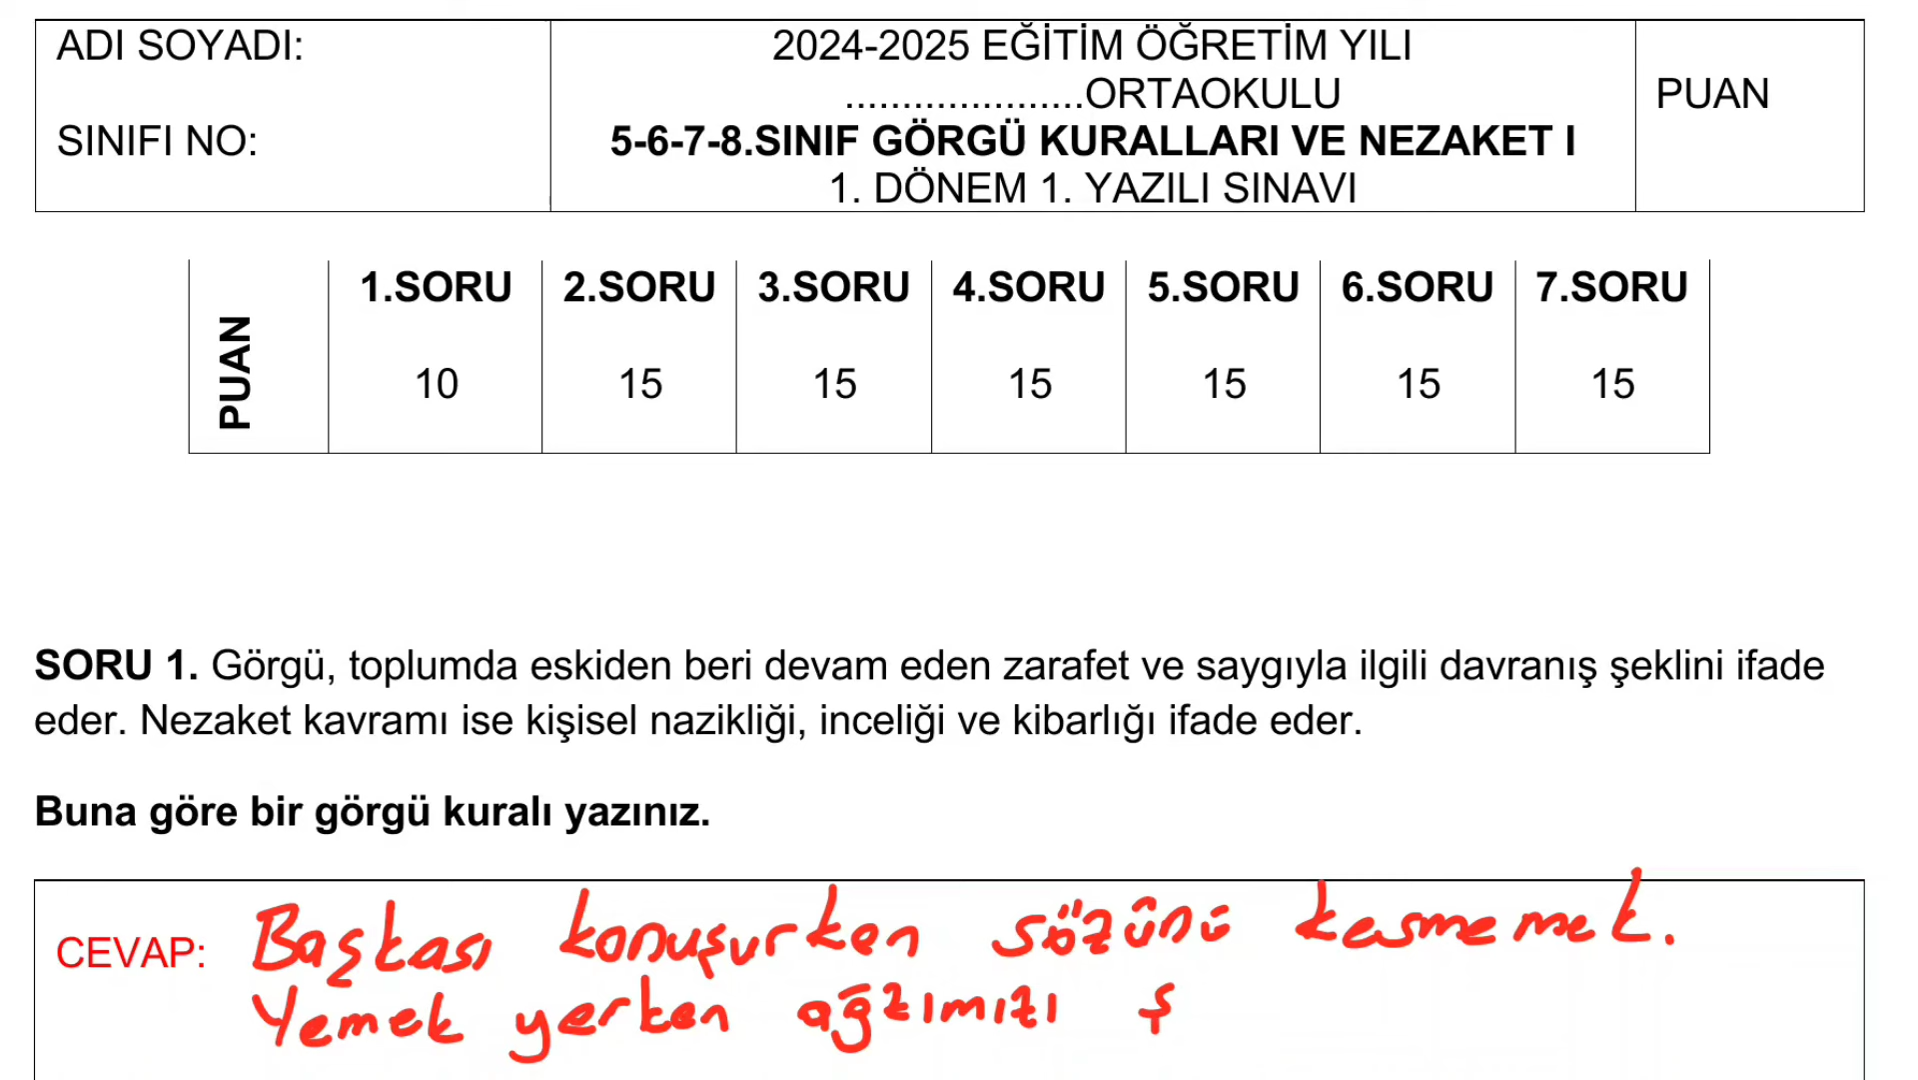 ADI SOYADI:
SINIFI NO:
2024-2025 EĞİTİM ÖĞRETİM YILI
.....................ORTAOKULU
5-6-7-8.SINIF GÖRGÜ KURALLARI VE NEZAKET I
1. DÖNEM 1. YAZILI SINAVI
PUAN
PUAN
1.SORU 2.SORU 3.SORU 4.SORU 5.SORU 6.SORU 7.SORU
10 15 15 15 15 15 15
SORU 1. Görgü, toplumda eskiden beri devam eden zarafet ve saygıyla ilgili davranış şeklini ifade
eder. Nezaket kavramı ise kişisel nazikliği, inceliği ve kibarlığı ifade eder.
Buna göre bir görgü kuralı yazınız.
CEVAP: Başkası konuşurken sözünü kesmemek.
Yemek yerken ağzımızı ş